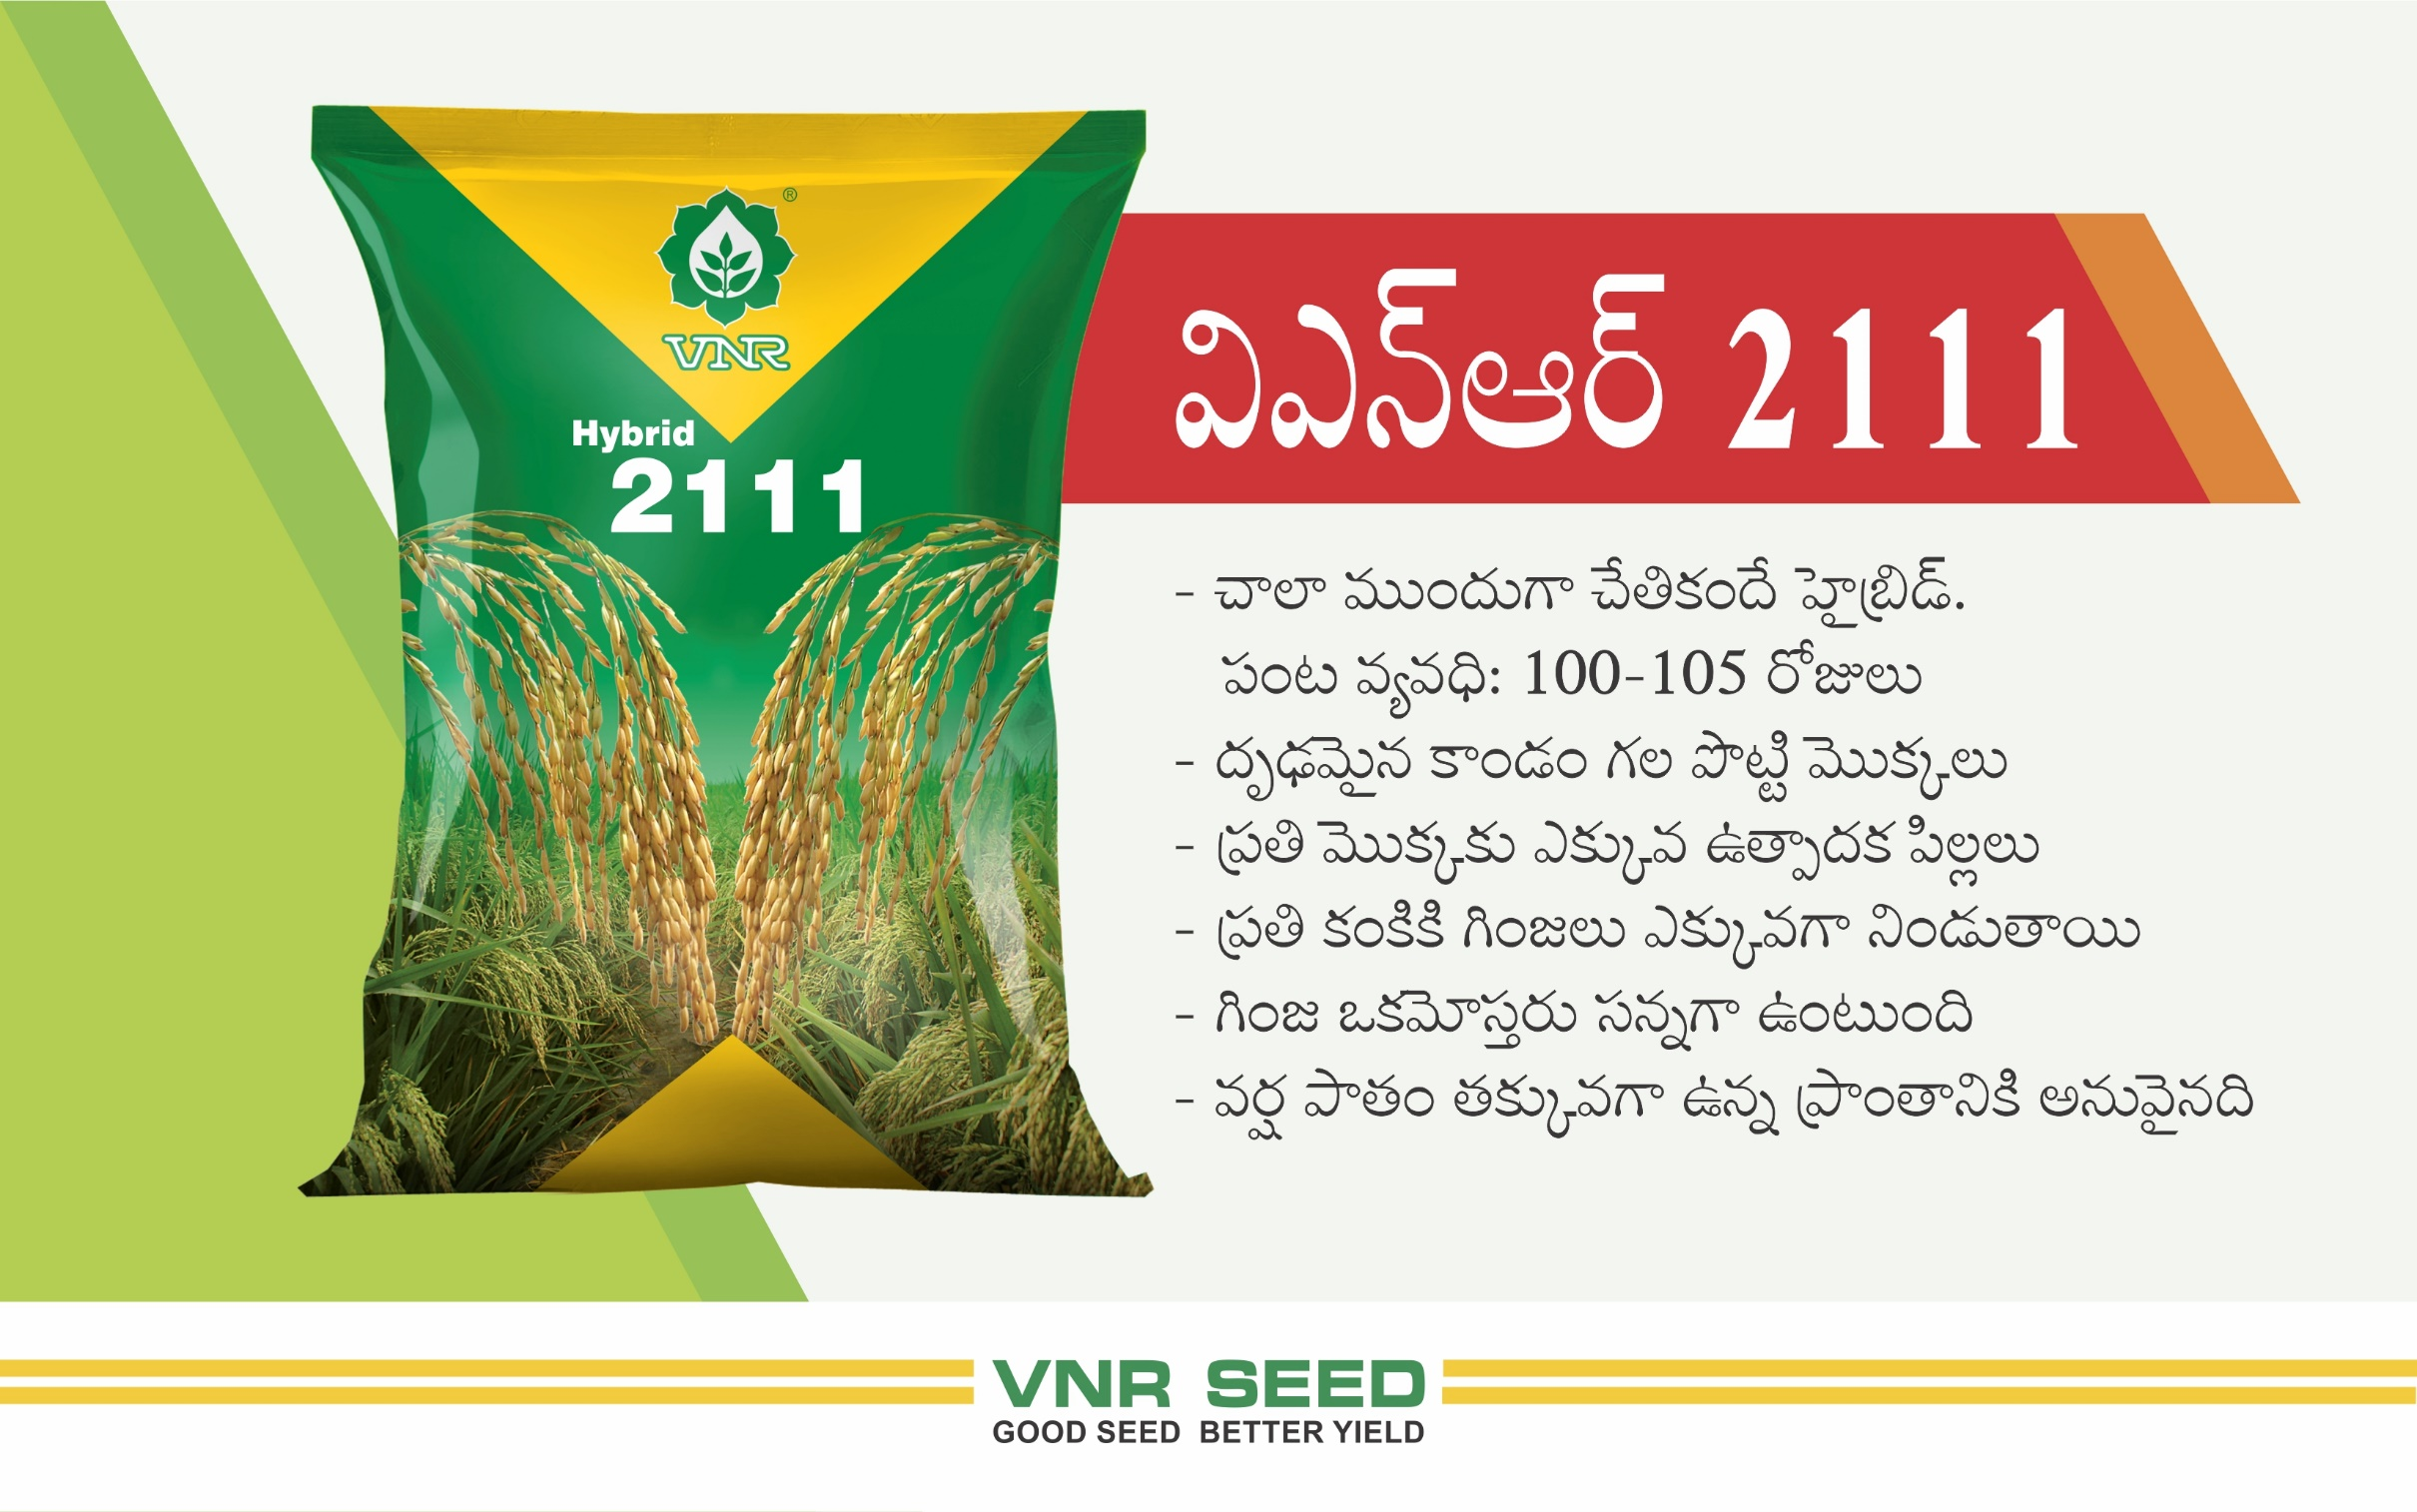 ®
VNR
Hybrid
2111
విఎన్ఆర్ 2111
- చాలా ముందుగా చేతికందే హైబ్రిడ్.
పంట వ్యవధి: 100-105 రోజులు
- దృఢమైన కాండం గల పొట్టి మొక్కలు
- ప్రతి మొక్కకు ఎక్కువ ఉత్పాదక పిల్లలు
- ప్రతి కంకికి గింజలు ఎక్కువగా నిండుతాయి
- గింజ ఒకమోస్తరు సన్నగా ఉంటుంది
- వర్ష పాతం తక్కువగా ఉన్న ప్రాంతానికి అనువైనది
VNR SEED
GOOD SEED BETTER YIELD